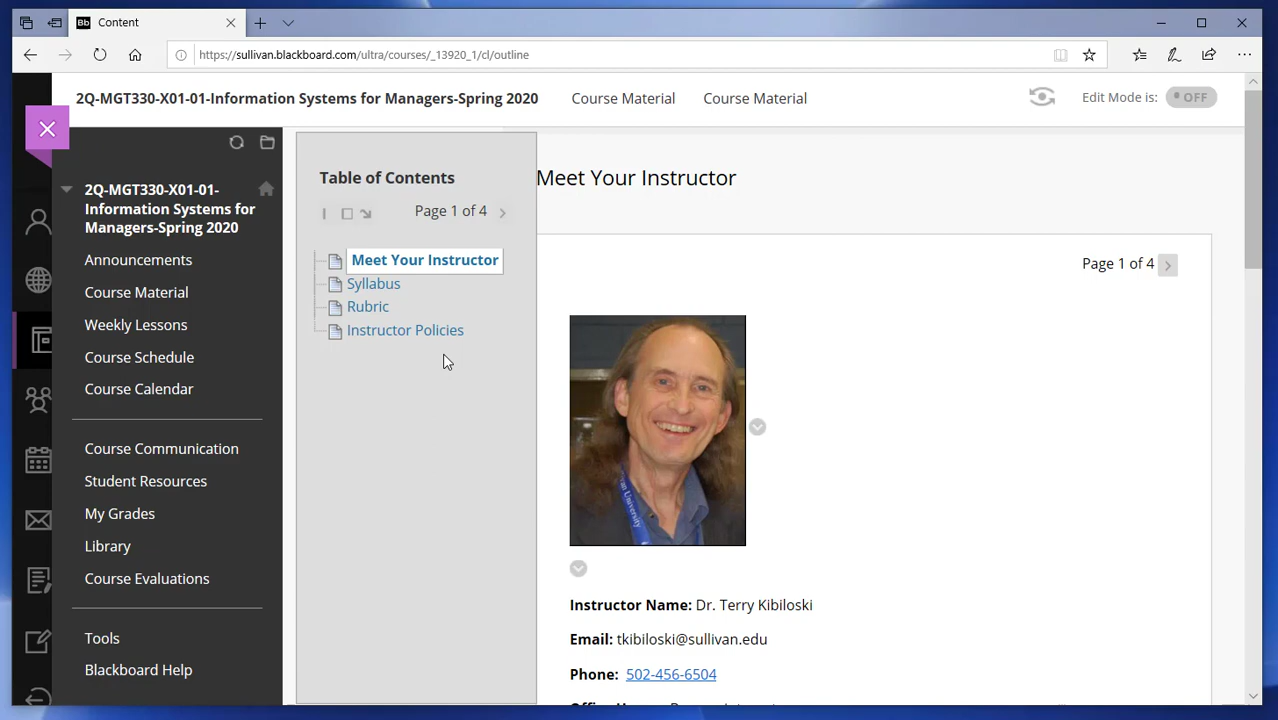 Bb Content
https://sullivan.blackboard.com/ultra/courses/_13920_1/cl/outline
2Q-MGT330-X01-01-Information Systems for Managers-Spring 2020
Course Material
Course Material
Edit Mode is: OFF
2Q-MGT330-X01-01-
Information Systems for
Managers-Spring 2020
Announcements
Course Material
Weekly Lessons
Course Schedule
Course Calendar
Course Communication
Student Resources
My Grades
Library
Course Evaluations
Tools
Blackboard Help
Table of Contents
Page 1 of 4
Meet Your Instructor
Syllabus
Rubric
Instructor Policies
Meet Your Instructor
Page 1 of 4
University
Instructor Name: Dr. Terry Kibiloski
Email: tkibiloski@sullivan.edu
Phone: 502-456-6504